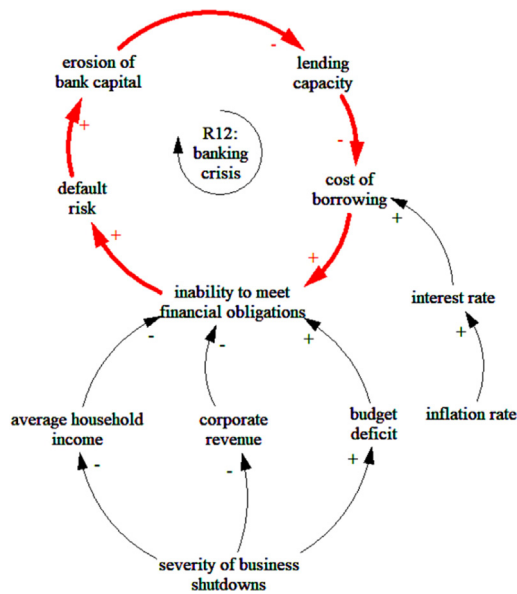 erosion of
bank capital
-
lending
capacity
+
R12:
banking
crisis
-
default
risk
cost of
borrowing
+
+
+
inability to meet
financial obligations
interest rate
-
-
+
+
average household
income
corporate
revenue
budget
deficit
inflation rate
-
-
+
severity of business
shutdowns